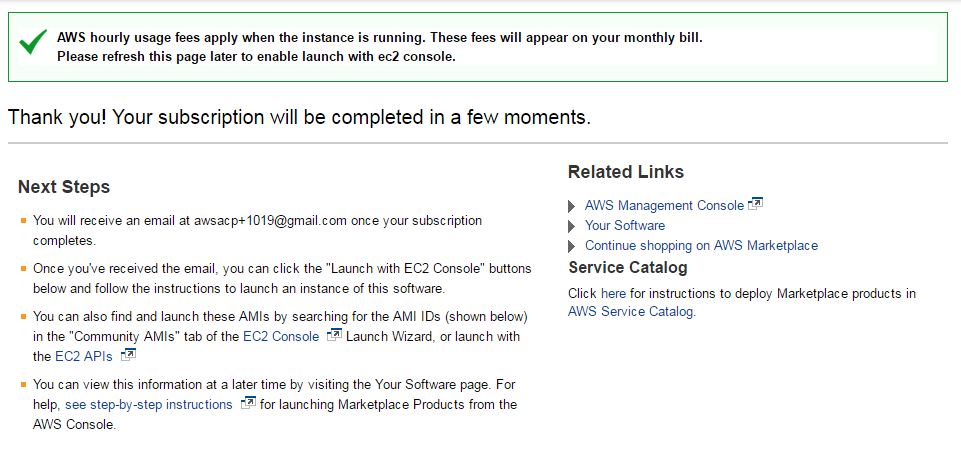 AWS hourly usage fees apply when the instance is running. These fees will appear on your monthly bill.
Please refresh this page later to enable launch with ec2 console.
Thank you! Your subscription will be completed in a few moments.
Next Steps
You will receive an email at awsacp+1019@gmail.com once your subscription
completes.
Once you've received the email, you can click the "Launch with EC2 Console" buttons
below and follow the instructions to launch an instance of this software.
You can also find and launch these AMIs by searching for the AMI IDs (shown below)
in the "Community AMIs" tab of the EC2 Console Launch Wizard, or launch with
the EC2 APIs
You can view this information at a later time by visiting the Your Software page. For
help, see step-by-step instructions for launching Marketplace Products from the
AWS Console.
Related Links
AWS Management Console
Your Software
Continue shopping on AWS Marketplace
Service Catalog
Click here for instructions to deploy Marketplace products in
AWS Service Catalog.